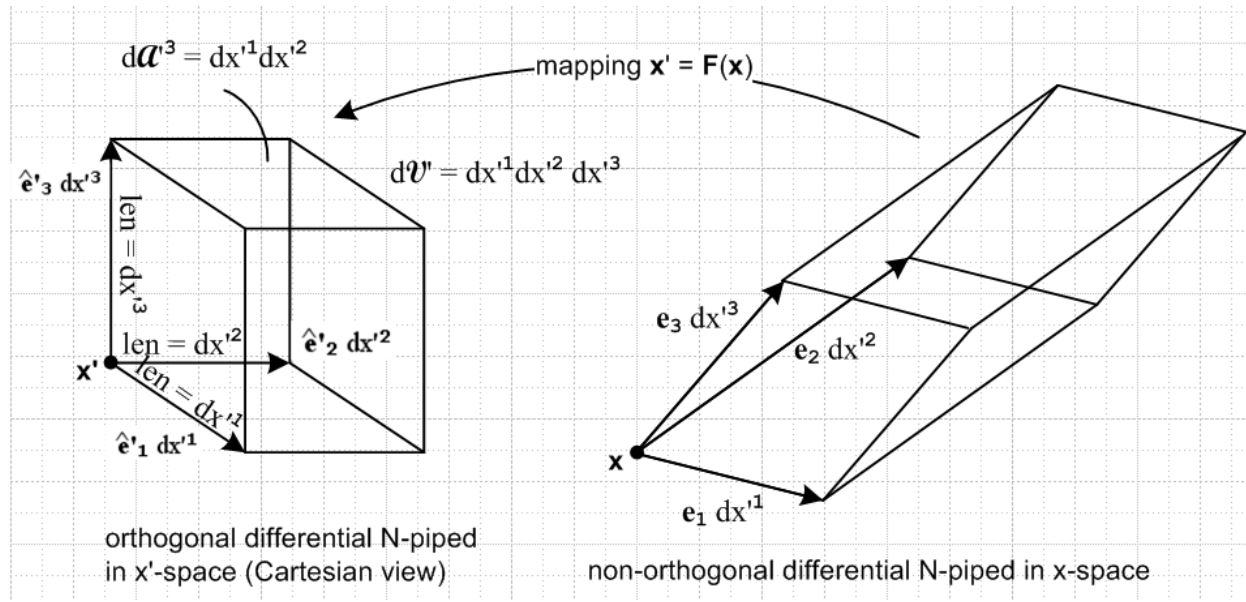 d𝒜'³ = dx'¹dx'²
mapping x' = F(x)
d𝒱' = dx'¹dx'² dx'³
ê'₃ dx'³
len = dx'³
len = dx'²
ê'₂ dx'²
x'
len = dx'¹
ê'₁ dx'¹
e₃ dx'³
e₂ dx'²
x
e₁ dx'¹
orthogonal differential N-piped
in x'-space (Cartesian view)
non-orthogonal differential N-piped in x-space